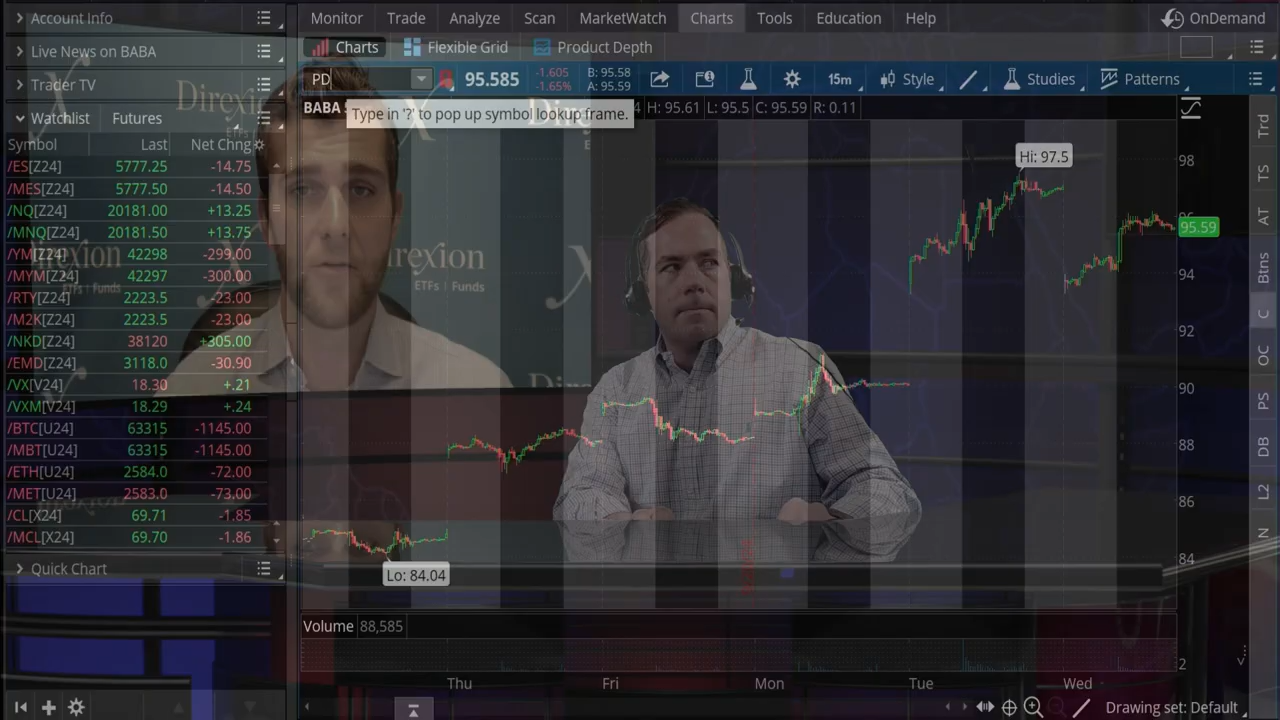 Account Info
Live News on BABA
Trader TV
Watchlist Futures
Symbol Last Net Chng
/ES[Z24] 5777.25 -14.75
/MES[Z24] 5777.50 -14.50
/NQ[Z24] 20181.00 +13.25
/MNQ[Z24] 20181.50 +13.75
/YM[Z24] 42298 -299.00
/MYM[Z24] 42297 -300.00
/RTY[Z24] 2223.5 -23.00
/M2K[Z24] 2223.5 -23.00
/NKD[Z24] 38120 +305.00
/EMD[Z24] 3118.0 -30.90
/VX[V24] 18.30 +.21
/VXM[V24] 18.29 +.24
/BTC[U24] 63315 -1145.00
/MBT[U24] 63315 -1145.00
/ETH[U24] 2584.0 -72.00
/MET[U24] 2583.0 -73.00
/CL[X24] 69.71 -1.85
/MCL[X24] 69.70 -1.86
Quick Chart
Monitor Trade Analyze Scan MarketWatch Charts Tools Education Help OnDemand
Charts Flexible Grid Product Depth
PD 95.585 -1.605 -1.65% B: 95.58 A: 95.59 15m Style Studies Patterns
BABA H: 95.61 L: 95.5 C: 95.59 R: 0.11
Type in '?' to pop up symbol lookup frame.
Direxion
rexion
ETFs | Funds
Hi: 97.5
98
95.59
94
92
90
88
86
84
Lo: 84.04
Volume 88,585
2
Thu Fri Mon Tue Wed
Drawing set: Default
Trd
TS
AT
Btns
C
OC
PS
DB
L2
N